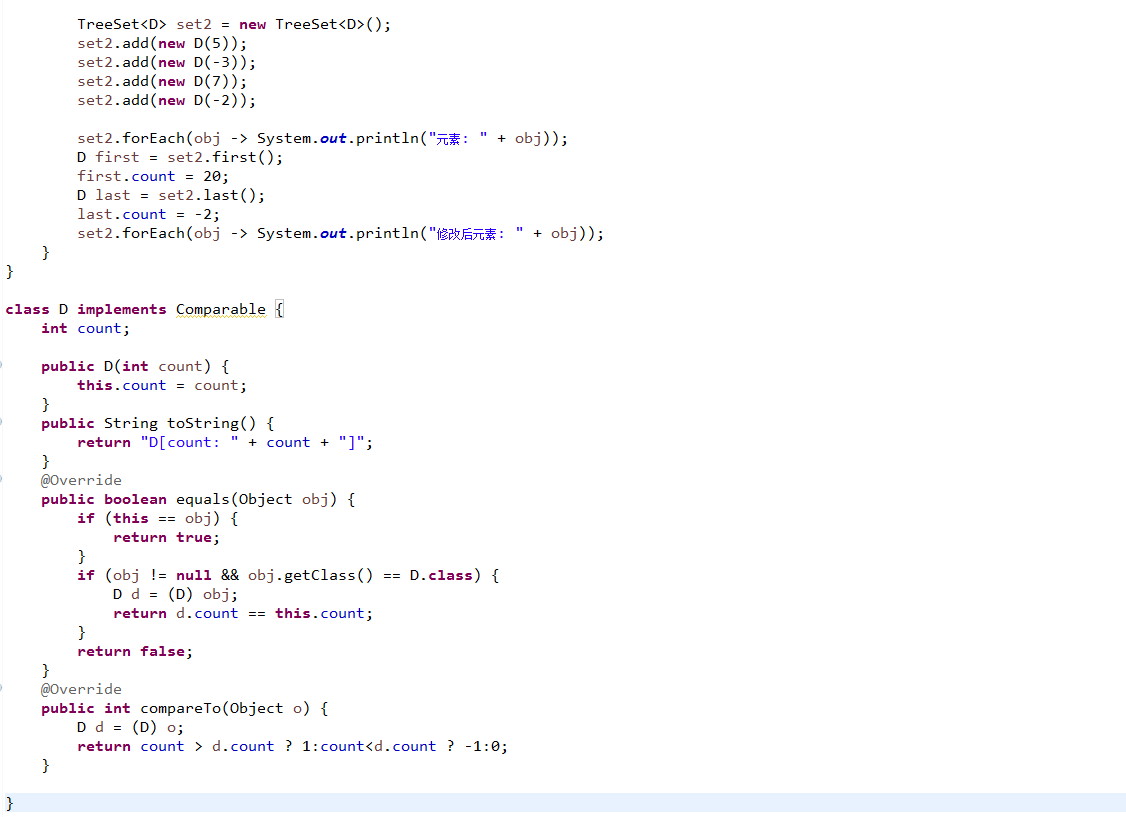 TreeSet<D> set2 = new TreeSet<D>();
set2.add(new D(5));
set2.add(new D(-3));
set2.add(new D(7));
set2.add(new D(-2));
set2.forEach(obj -> System.out.println("元素: " + obj));
D first = set2.first();
first.count = 20;
D last = set2.last();
last.count = -2;
set2.forEach(obj -> System.out.println("修改后元素: " + obj));
}
}
class D implements Comparable {
int count;
public D(int count) {
this.count = count;
}
public String toString() {
return "D[count: " + count + "]";
}
@Override
public boolean equals(Object obj) {
if (this == obj) {
return true;
}
if (obj != null && obj.getClass() == D.class) {
D d = (D) obj;
return d.count == this.count;
}
return false;
}
@Override
public int compareTo(Object o) {
D d = (D) o;
return count > d.count ? 1:count<d.count ? -1:0;
}
}